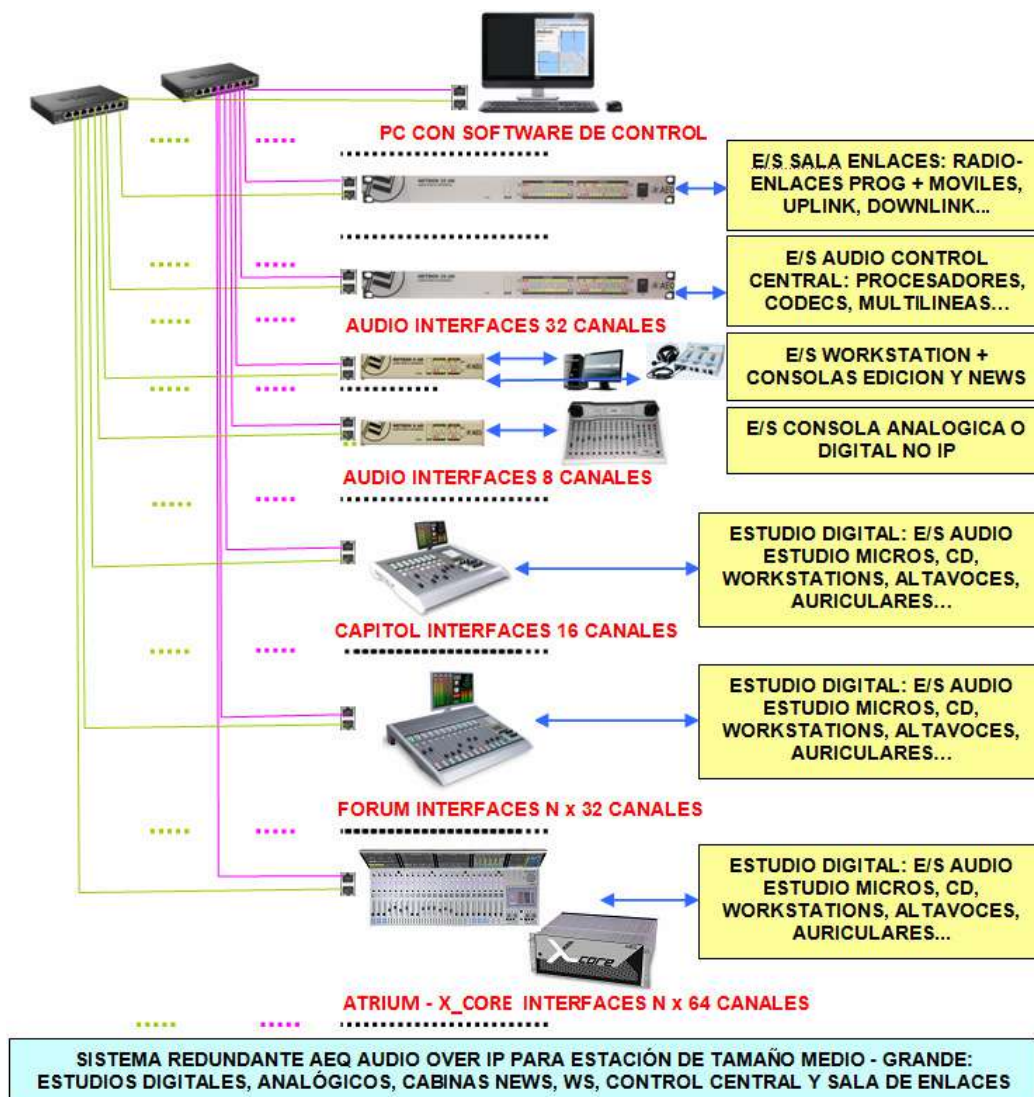 PC CON SOFTWARE DE CONTROL
E/S SALA ENLACES: RADIO-
ENLACES PROG + MOVILES,
UPLINK, DOWNLINK...
AEQ
E/S AUDIO CONTROL
CENTRAL: PROCESADORES,
CODECS, MULTILINEAS...
AEQ
AUDIO INTERFACES 32 CANALES
E/S WORKSTATION +
CONSOLAS EDICION Y NEWS
E/S CONSOLA ANALOGICA O
DIGITAL NO IP
AUDIO INTERFACES 8 CANALES
ESTUDIO DIGITAL: E/S AUDIO
ESTUDIO MICROS, CD,
WORKSTATIONS, ALTAVOCES,
AURICULARES...
CAPITOL INTERFACES 16 CANALES
ESTUDIO DIGITAL: E/S AUDIO
ESTUDIO MICROS, CD,
WORKSTATIONS, ALTAVOCES,
AURICULARES...
FORUM INTERFACES N x 32 CANALES
ESTUDIO DIGITAL: E/S AUDIO
ESTUDIO MICROS, CD,
WORKSTATIONS, ALTAVOCES,
AURICULARES...
X core
ATRIUM - X_CORE INTERFACES N x 64 CANALES
SISTEMA REDUNDANTE AEQ AUDIO OVER IP PARA ESTACIÓN DE TAMAÑO MEDIO - GRANDE:
ESTUDIOS DIGITALES, ANALÓGICOS, CABINAS NEWS, WS, CONTROL CENTRAL Y SALA DE ENLACES